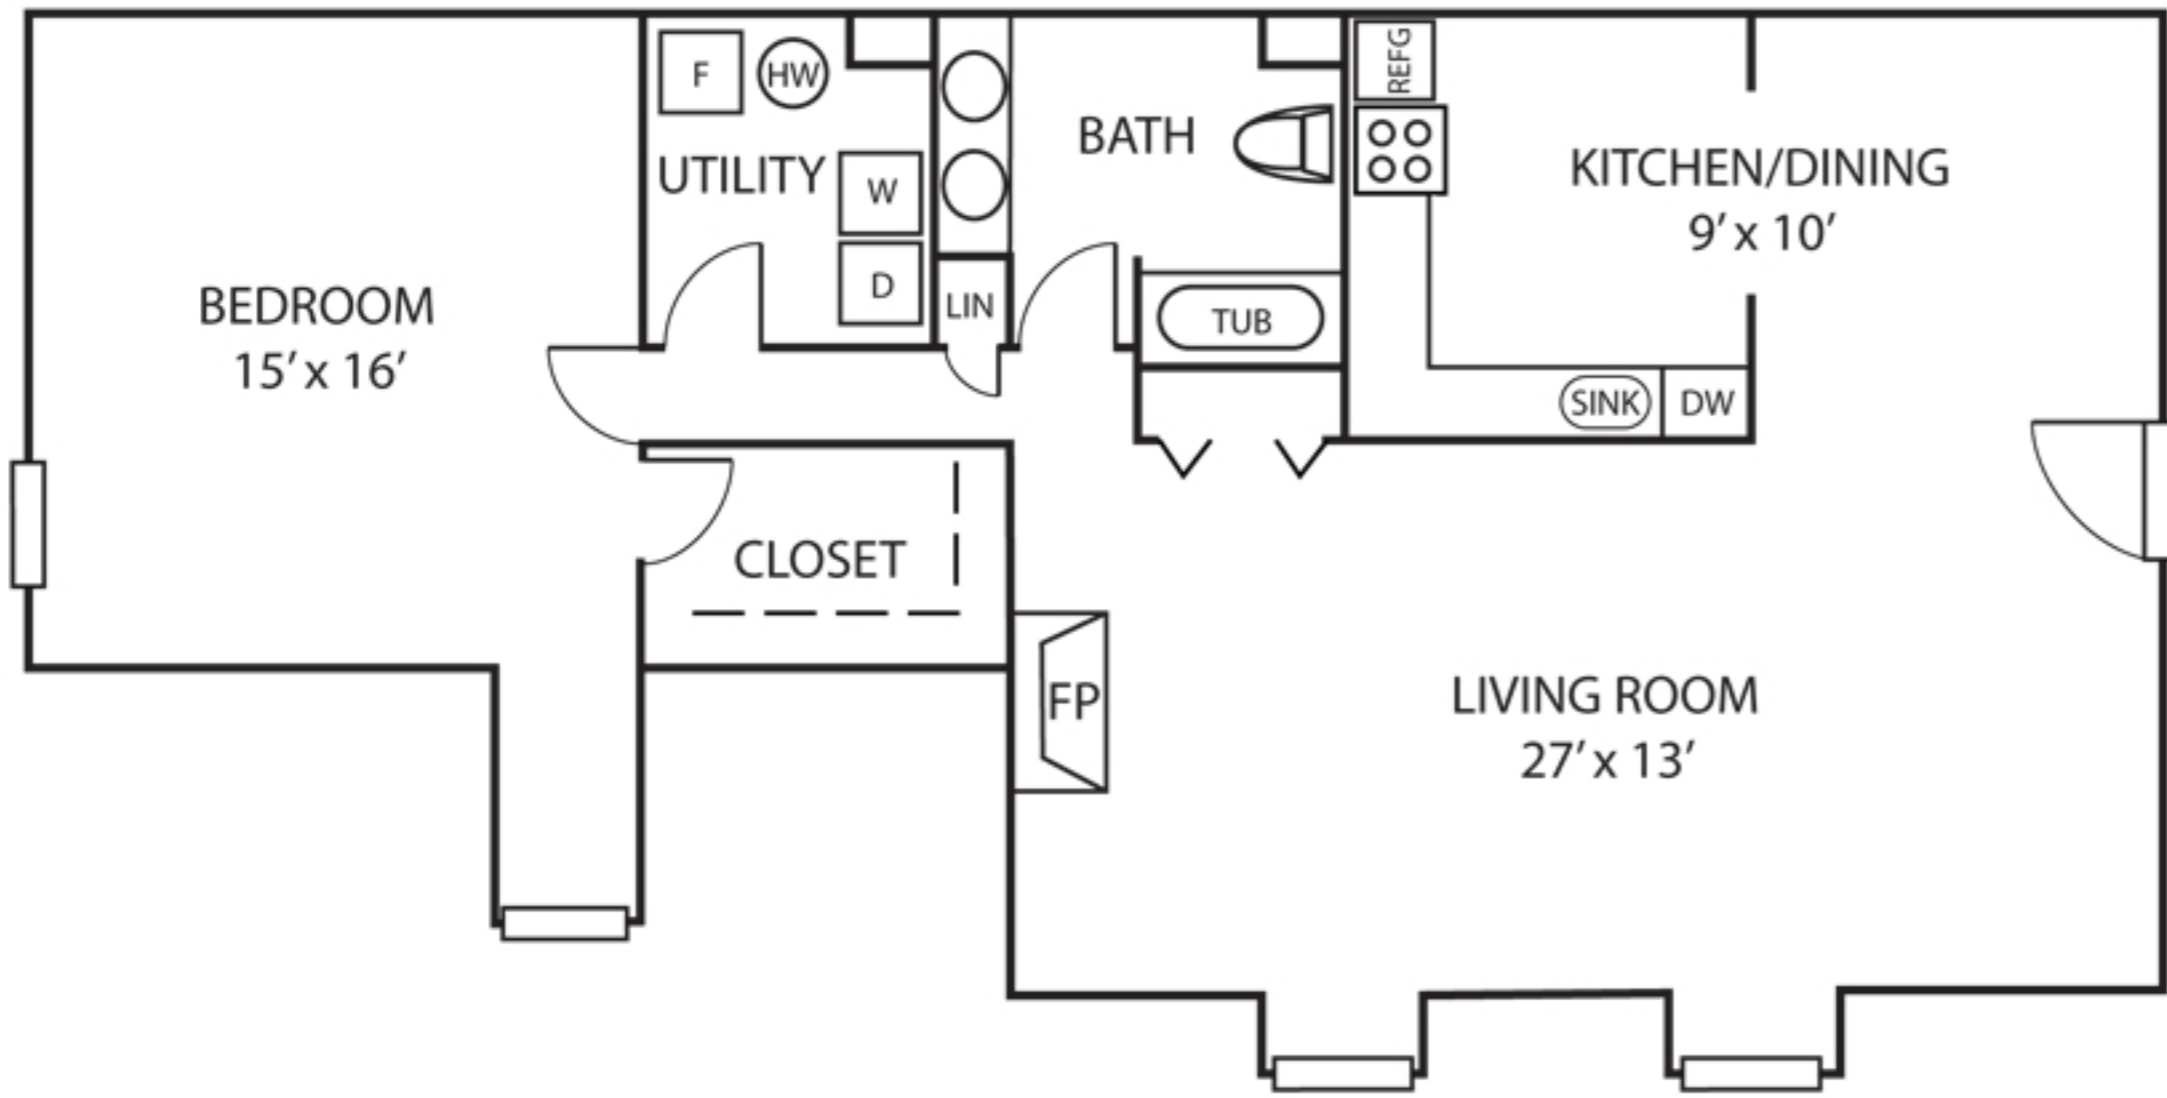 REFG
F
HW
BATH
UTILITY
W
KITCHEN/DINING
9′ x 10′
D
LIN
TUB
BEDROOM
15′ x 16′
SINK
DW
CLOSET
FP
LIVING ROOM
27′ x 13′